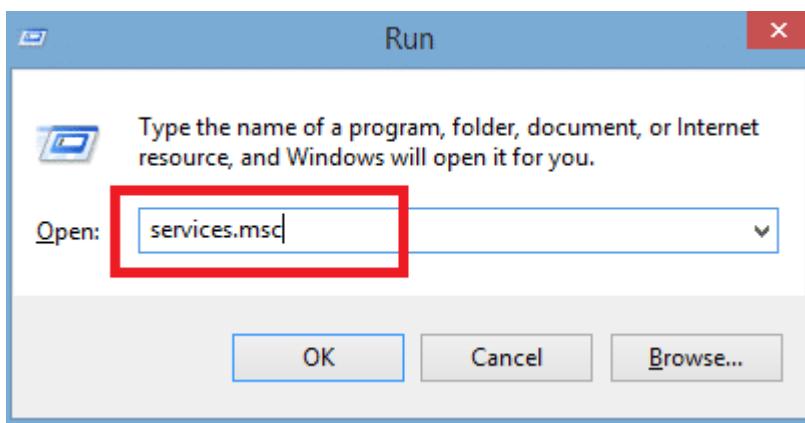 Run
Type the name of a program, folder, document, or Internet
resource, and Windows will open it for you.
Open: services.msc
OK Cancel Browse...